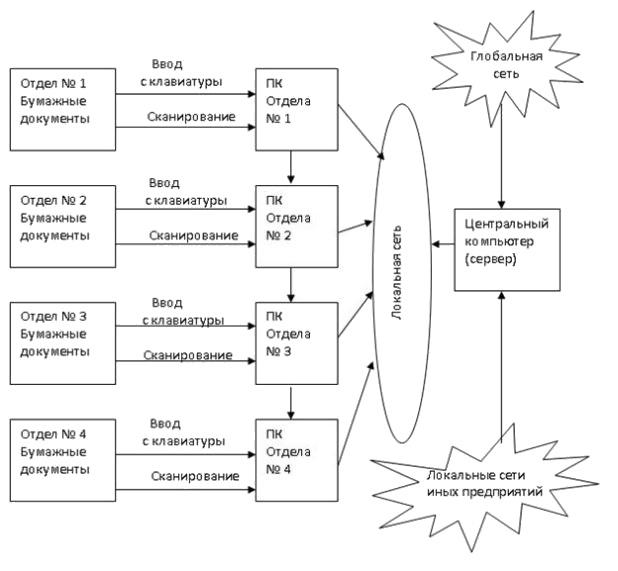 Глобальная
сеть
Отдел № 1
Бумажные
документы
Ввод
с клавиатуры
Сканирование
ПК
Отдела
№ 1
Отдел № 2
Бумажные
документы
Ввод
с клавиатуры
Сканирование
ПК
Отдела
№ 2
Локальная сеть
Центральный
компьютер
(сервер)
Отдел № 3
Бумажные
документы
Ввод
с клавиатуры
Сканирование
ПК
Отдела
№ 3
Отдел № 4
Бумажные
документы
Ввод
с клавиатуры
Сканирование
ПК
Отдела
№ 4
Локальные сети
иных предприятий